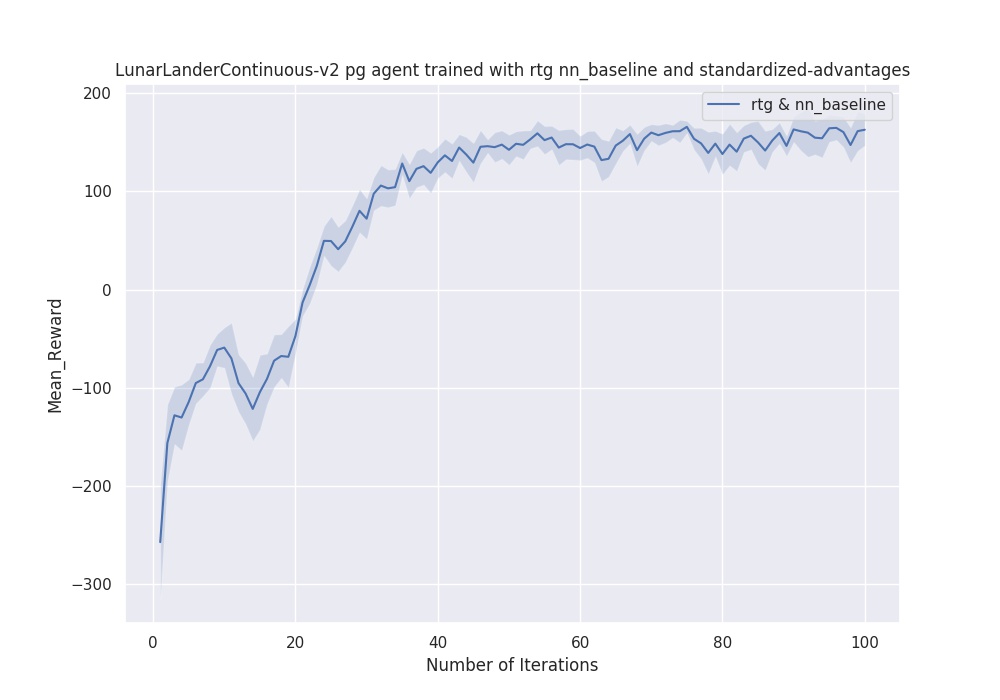 LunarLanderContinuous-v2 pg agent trained with rtg nn_baseline and standardized-advantages
rtg & nn_baseline
200
100
0
−100
−200
−300
Mean_Reward
0 20 40 60 80 100
Number of Iterations